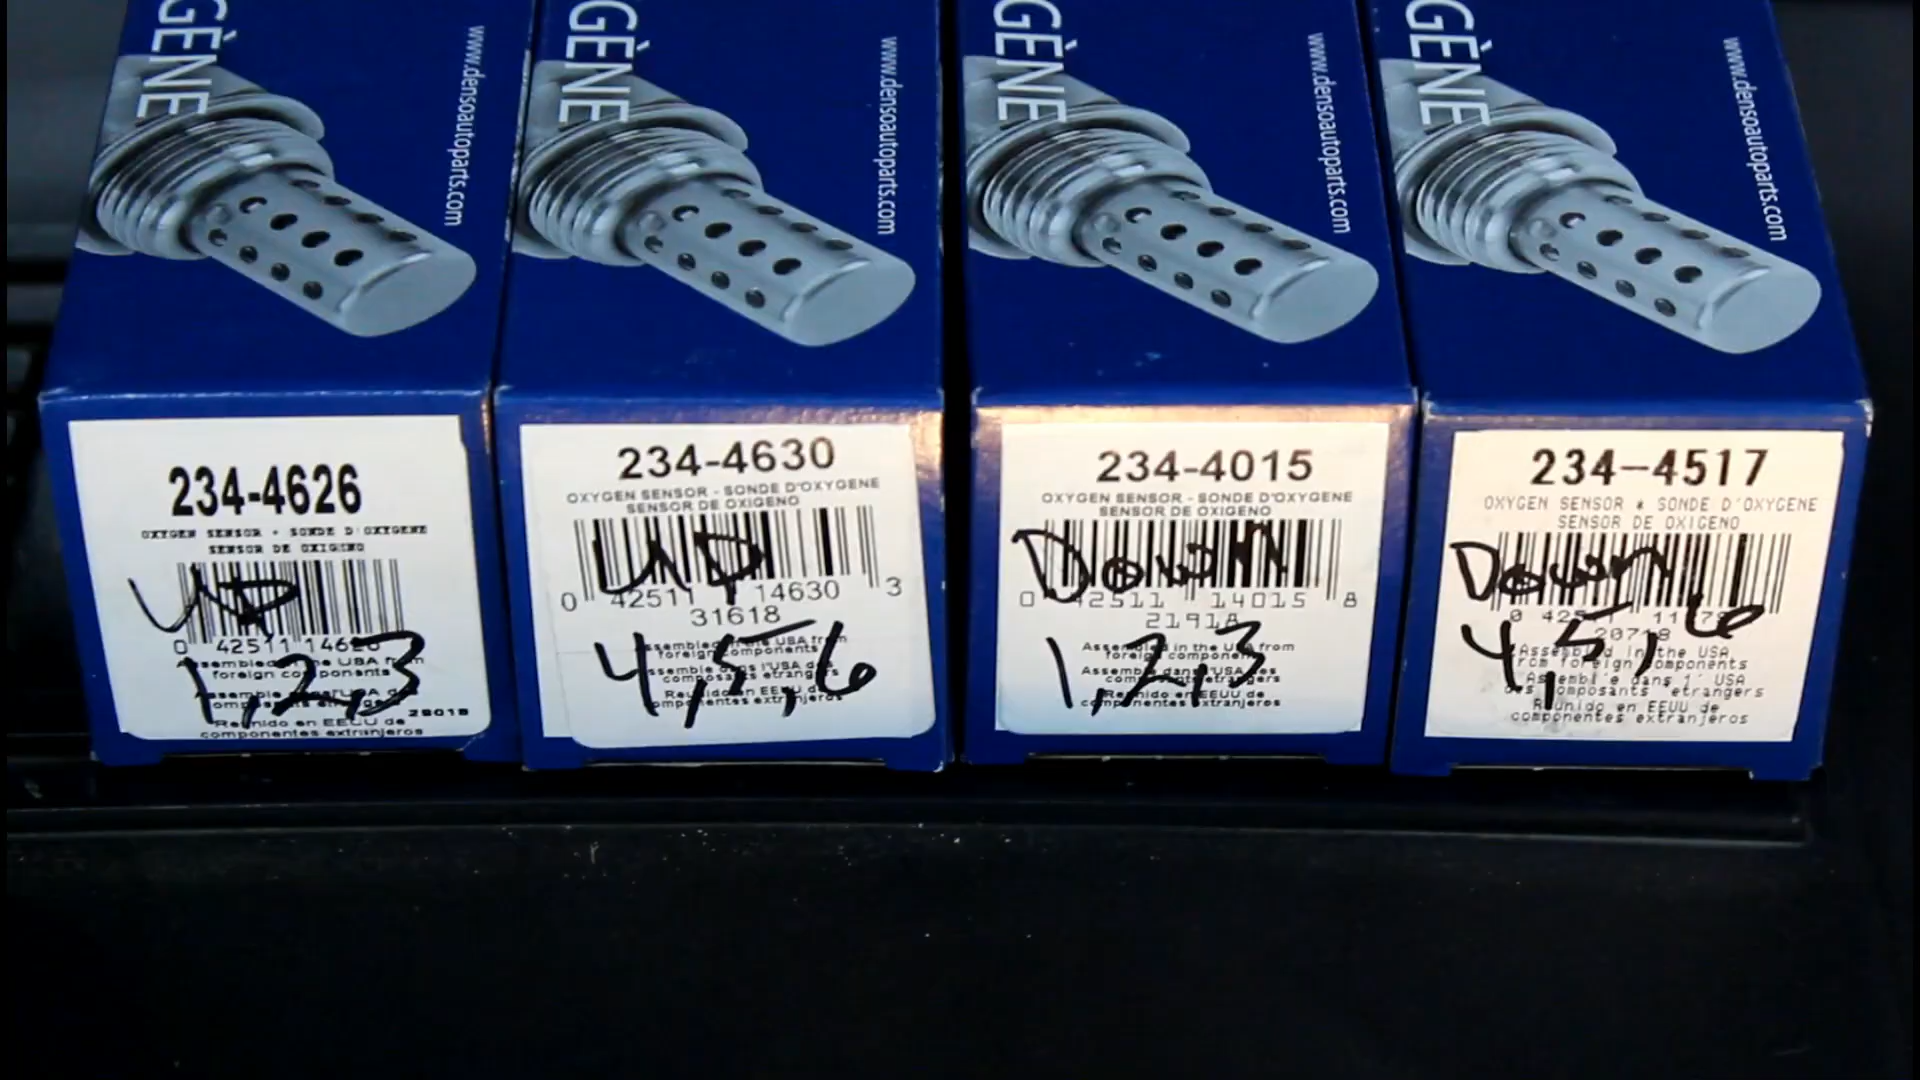 GÈNE
www.densoautoparts.com
GÈNE
www.densoautoparts.com
GÈNE
www.densoautoparts.com
GÈNE
www.densoautoparts.com
234-4626
OXYGEN SENSOR - SONDE D'OXYGENE
SENSOR DE OXIGENO
UP
0 42511 14626
1,2,3
foreign components
28019
Reunido en EEUU de
componentes extranjeros
234-4630
OXYGEN SENSOR - SONDE D'OXYGENE
SENSOR DE OXIGENO
UP
0 42511 14630 3
31618
4,5,6
Assembled in the USA from
foreign components
Reunido en EEUU de
componentes extranjeros
234-4015
OXYGEN SENSOR - SONDE D'OXYGENE
SENSOR DE OXIGENO
Down
0 42511 14015 8
21918
1,2,3
Assembled in the USA from
foreign components
Reunido en EEUU de
componentes extranjeros
234-4517
OXYGEN SENSOR * SONDE D'OXYGENE
SENSOR DE OXIGENO
Down
20718
4,5,6
Assembled in the USA
from foreign components
Assemblé dans l' USA
des composants etrangers
Reunido en EEUU de
componentes extranjeros